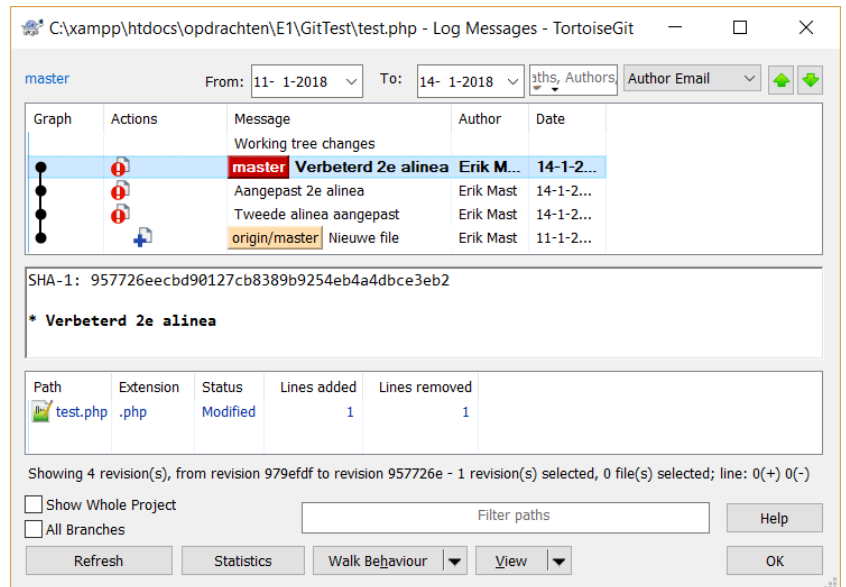 C:\xampp\htdocs\opdrachten\E1\GitTest\test.php - Log Messages - TortoiseGit
master From: 11- 1-2018 To: 14- 1-2018 Authors, Author Email
Graph Actions Message Author Date
Working tree changes
master Verbeterd 2e alinea Erik M... 14-1-2...
Aangepast 2e alinea Erik Mast 14-1-2...
Tweede alinea aangepast Erik Mast 14-1-2...
origin/master Nieuwe file Erik Mast 11-1-2...
SHA-1: 957726eecbd90127cb8389b9254eb4a4dbce3eb2
* Verbeterd 2e alinea
Path Extension Status Lines added Lines removed
test.php .php Modified 1 1
Showing 4 revision(s), from revision 979efdf to revision 957726e - 1 revision(s) selected, 0 file(s) selected; line: 0(+) 0(-)
Show Whole Project
All Branches
Filter paths
Help
Refresh Statistics Walk Behaviour View OK